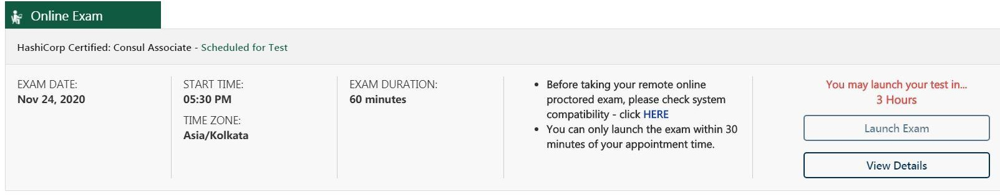 Online Exam
HashiCorp Certified: Consul Associate - Scheduled for Test
EXAM DATE:
Nov 24, 2020
START TIME:
05:30 PM
TIME ZONE:
Asia/Kolkata
EXAM DURATION:
60 minutes
• Before taking your remote online
proctored exam, please check system
compatibility - click HERE
• You can only launch the exam within 30
minutes of your appointment time.
You may launch your test in...
3 Hours
Launch Exam
View Details